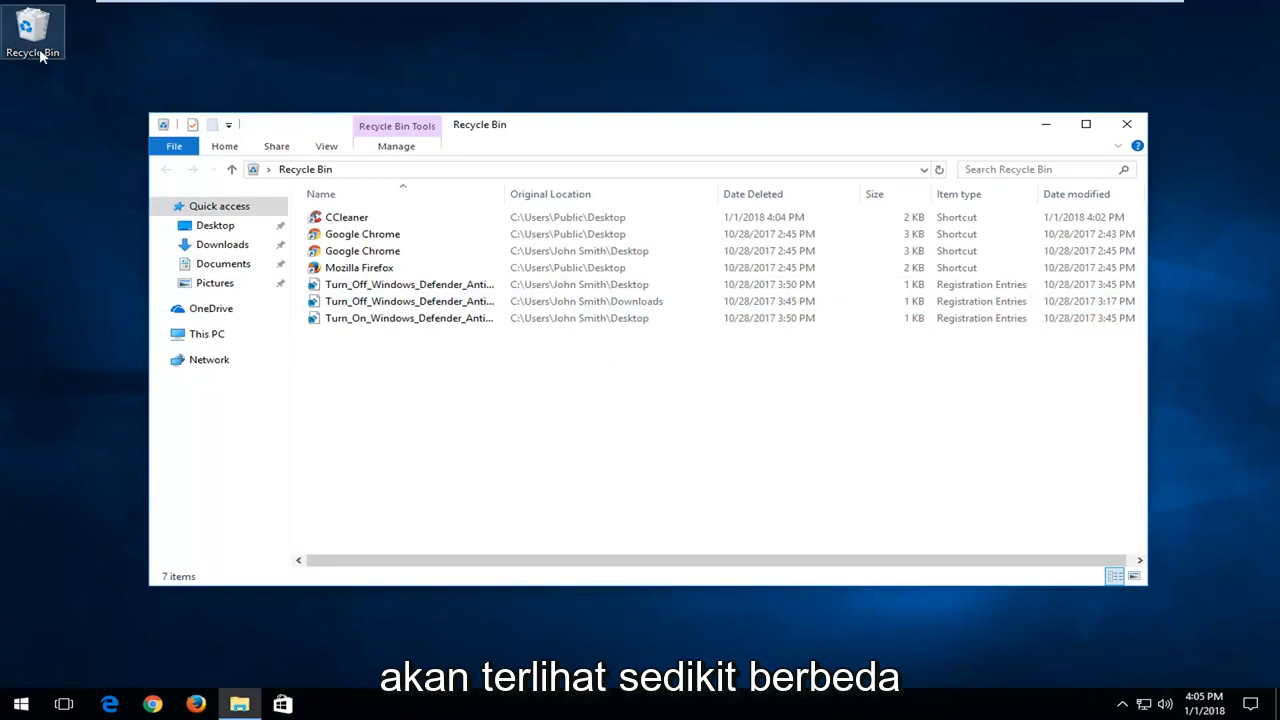 Recycle Bin
Recycle Bin Tools
Recycle Bin
File Home Share View Manage
Recycle Bin
Search Recycle Bin
Name Original Location Date Deleted Size Item type Date modified
CCleaner C:\Users\Public\Desktop 1/1/2018 4:04 PM 2 KB Shortcut 1/1/2018 4:02 PM
Google Chrome C:\Users\Public\Desktop 10/28/2017 2:45 PM 3 KB Shortcut 10/28/2017 2:43 PM
Google Chrome C:\Users\John Smith\Desktop 10/28/2017 2:45 PM 3 KB Shortcut 10/28/2017 2:45 PM
Mozilla Firefox C:\Users\Public\Desktop 10/28/2017 2:45 PM 2 KB Shortcut 10/28/2017 2:45 PM
Turn_Off_Windows_Defender_Anti... C:\Users\John Smith\Desktop 10/28/2017 3:50 PM 1 KB Registration Entries 10/28/2017 3:45 PM
Turn_Off_Windows_Defender_Anti... C:\Users\John Smith\Downloads 10/28/2017 3:45 PM 1 KB Registration Entries 10/28/2017 3:17 PM
Turn_On_Windows_Defender_Anti... C:\Users\John Smith\Desktop 10/28/2017 3:50 PM 1 KB Registration Entries 10/28/2017 3:45 PM
Quick access
Desktop
Downloads
Documents
Pictures
OneDrive
This PC
Network
7 items
akan terlihat sedikit berbeda
4:05 PM
1/1/2018